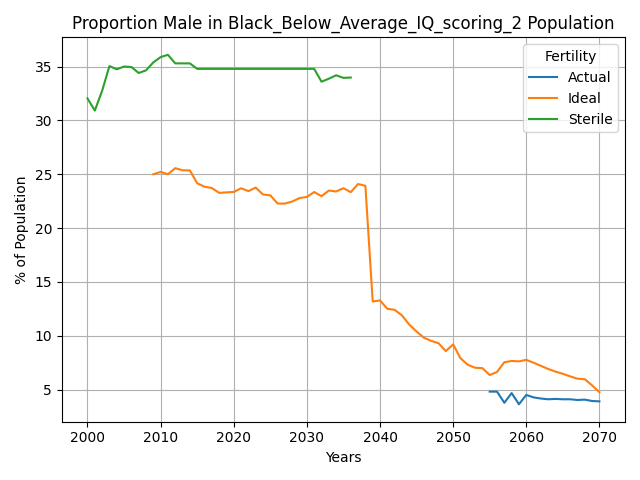 Proportion Male in Black_Below_Average_IQ_scoring_2 Population
Fertility
Actual
Ideal
Sterile
% of Population
35
30
25
20
15
10
5
2000 2010 2020 2030 2040 2050 2060 2070
Years